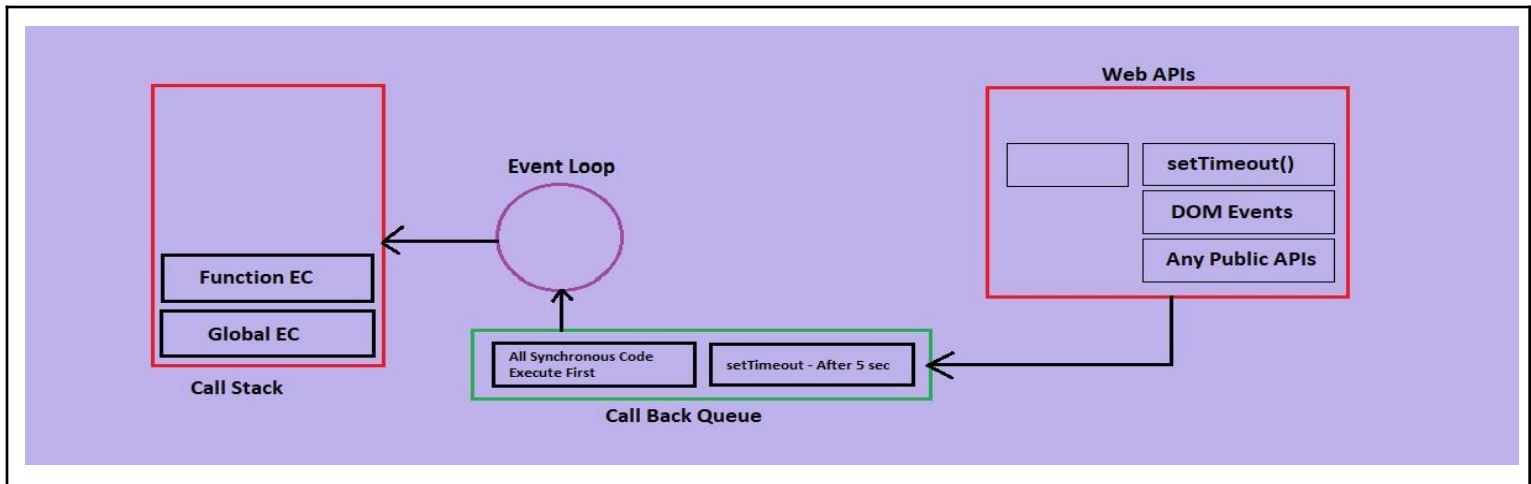 Web APIs
Event Loop
setTimeout()
DOM Events
Any Public APIs
Function EC
Global EC
Call Stack
All Synchronous Code
Execute First
setTimeout - After 5 sec
Call Back Queue